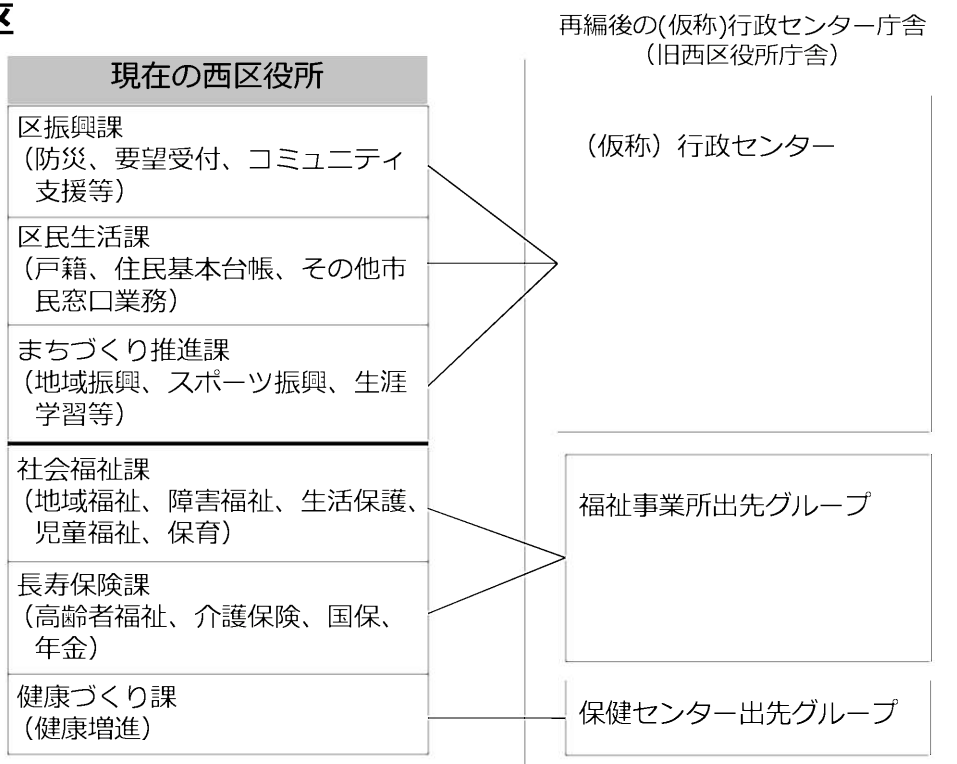 区
現在の西区役所
区振興課
（防災、要望受付、コミュニティ
支援等）
区民生活課
（戸籍、住民基本台帳、その他市
民窓口業務）
まちづくり推進課
（地域振興、スポーツ振興、生涯
学習等）
社会福祉課
（地域福祉、障害福祉、生活保護、
児童福祉、保育）
長寿保険課
（高齢者福祉、介護保険、国保、
年金）
健康づくり課
（健康増進）
再編後の(仮称)行政センター庁舎
（旧西区役所庁舎）
（仮称）行政センター
福祉事業所出先グループ
保健センター出先グループ